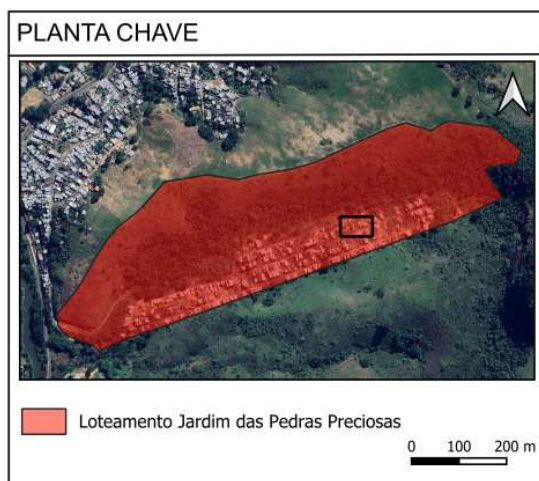 PLANTA CHAVE
Loteamento Jardim das Pedras Preciosas
0 100 200 m